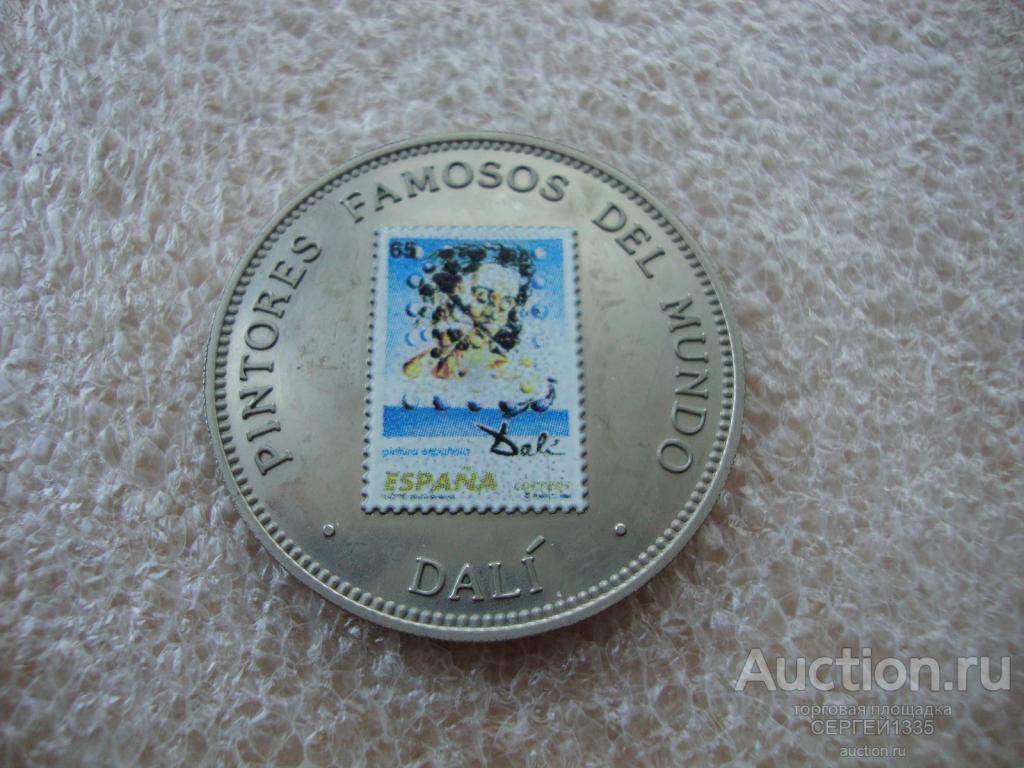 PINTORES FAMOSOS DEL MUNDO
65
Dalí
pintura española
ESPAÑA correos
DALÍ
Auction.ru
торговая площадка
СЕРГЕЙ1335
auction.ru